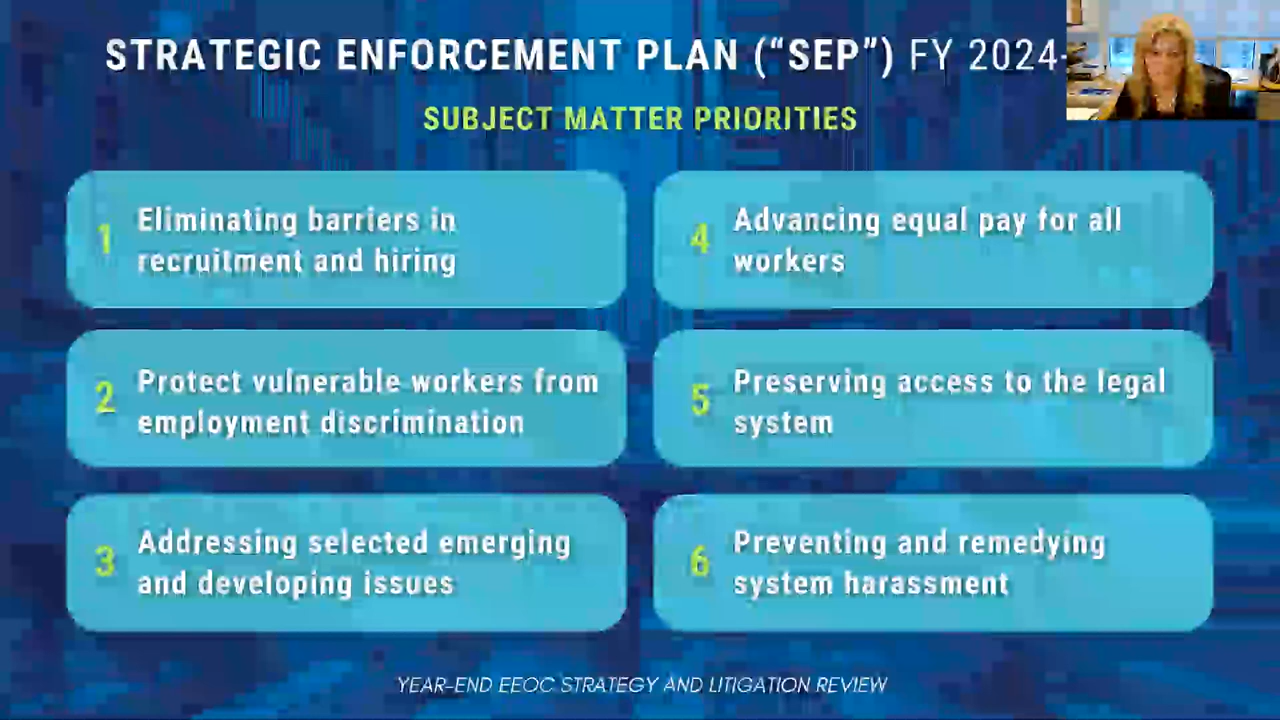 STRATEGIC ENFORCEMENT PLAN (“SEP”) FY 2024-
SUBJECT MATTER PRIORITIES
1 Eliminating barriers in
recruitment and hiring
2 Protect vulnerable workers from
employment discrimination
3 Addressing selected emerging
and developing issues
4 Advancing equal pay for all
workers
5 Preserving access to the legal
system
6 Preventing and remedying
system harassment
YEAR-END EEOC STRATEGY AND LITIGATION REVIEW